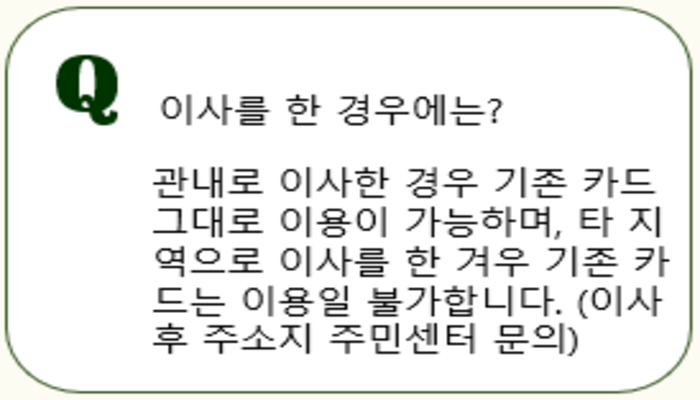 Q 이사를 한 경우에는?
관내로 이사한 경우 기존 카드
그대로 이용이 가능하며, 타 지
역으로 이사를 한 겨우 기존 카
드는 이용일 불가합니다. (이사
후 주소지 주민센터 문의)